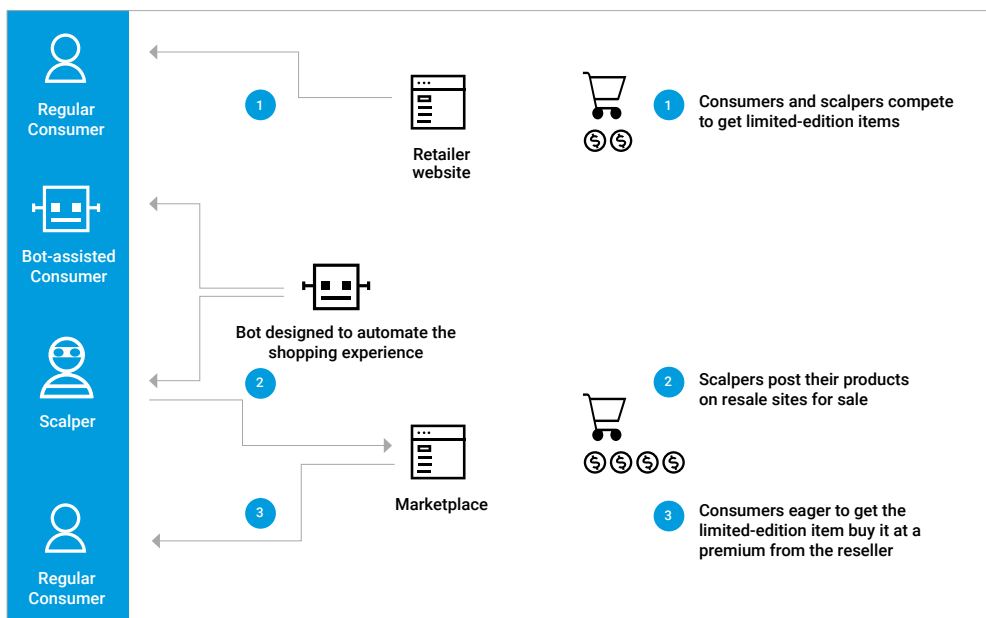 Regular
Consumer
1
Retailer
website
1
Consumers and scalpers compete
to get limited-edition items
$ $
Bot-assisted
Consumer
Bot designed to automate the
shopping experience
Scalper
2
2
Scalpers post their products
on resale sites for sale
$ $ $ $
Marketplace
3
3
Consumers eager to get the
limited-edition item buy it at a
premium from the reseller
Regular
Consumer